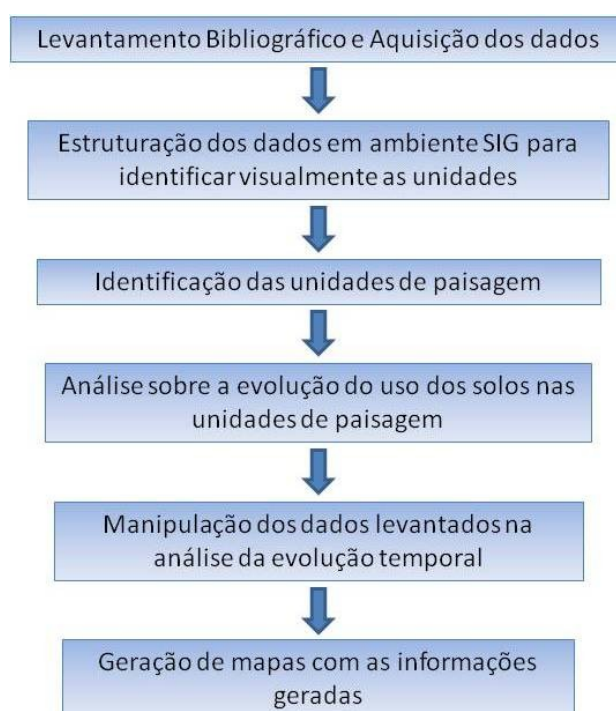 Levantamento Bibliográfico e Aquisição dos dados
Estruturação dos dados em ambiente SIG para
identificar visualmente as unidades
Identificação das unidades de paisagem
Análise sobre a evolução do uso dos solos nas
unidades de paisagem
Manipulação dos dados levantados na
análise da evolução temporal
Geração de mapas com as informações
geradas